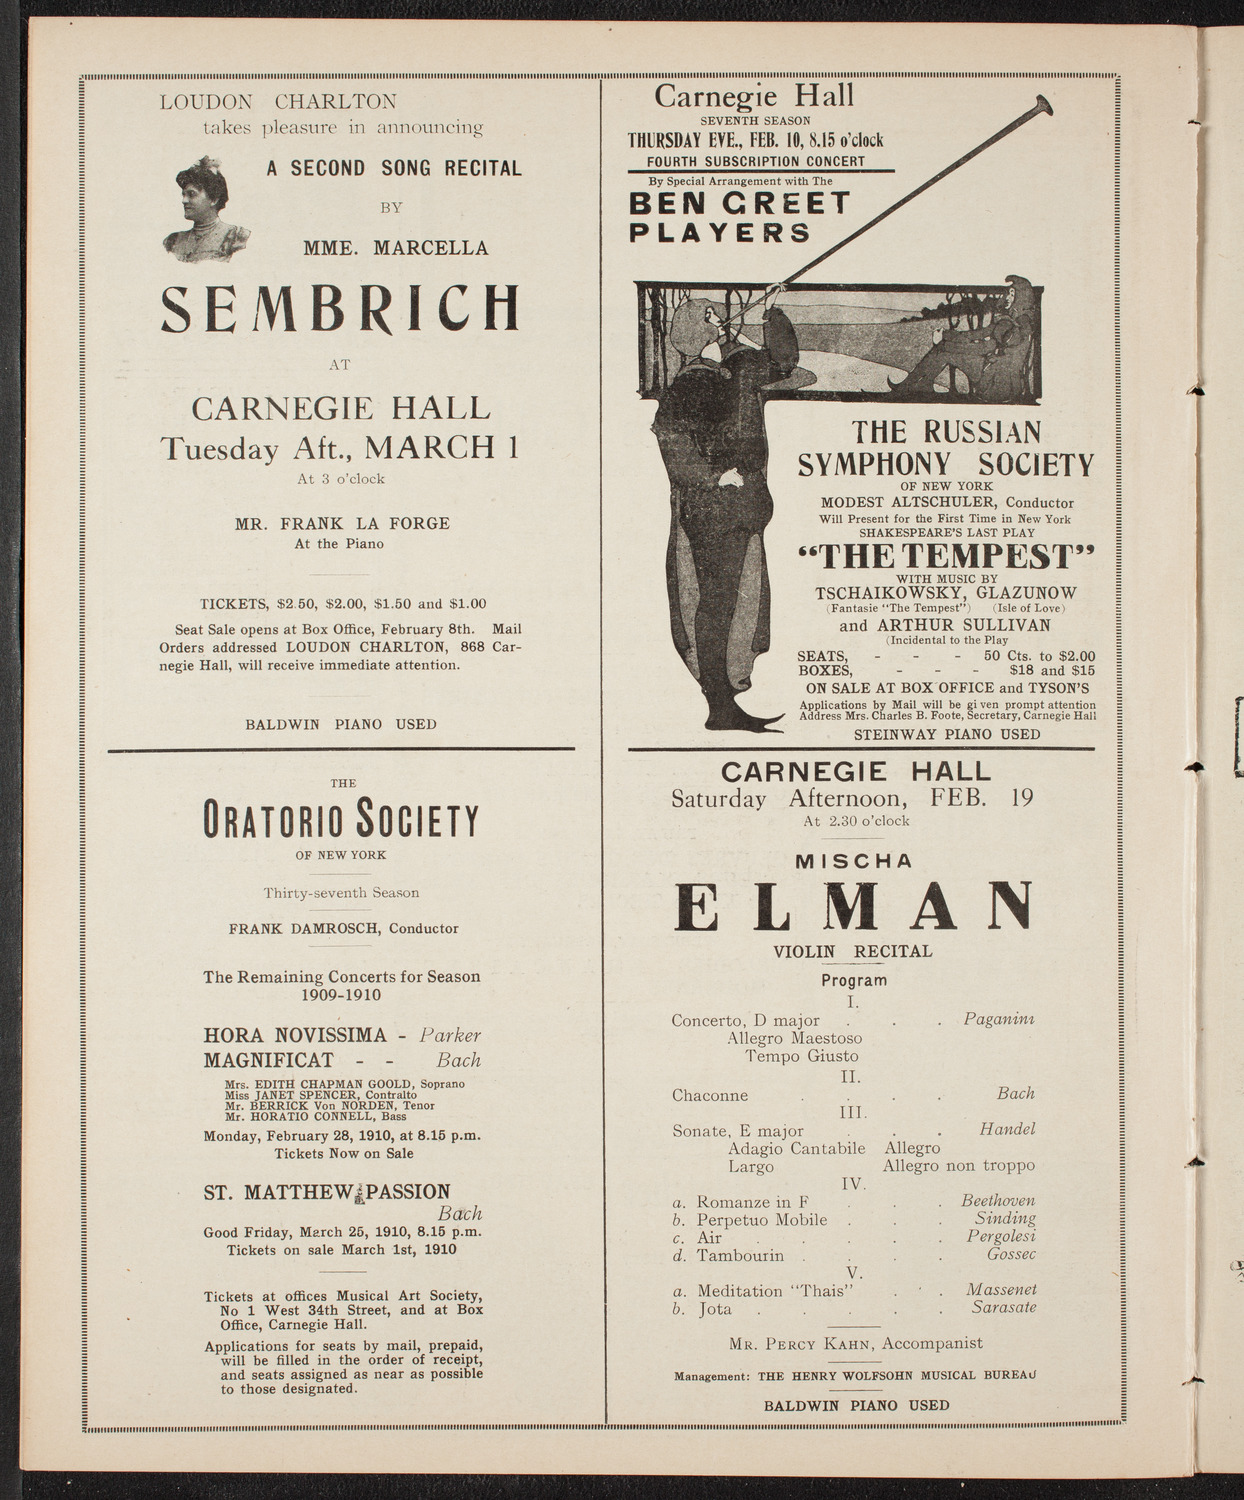 LOUDON CHARLTON
takes pleasure in announcing
A SECOND SONG RECITAL
BY
MME. MARCELLA
SEMBRICH
AT
CARNEGIE HALL
Tuesday Aft., MARCH 1
At 3 o'clock
MR. FRANK LA FORGE
At the Piano
TICKETS, $2.50, $2.00, $1.50 and $1.00
Seat Sale opens at Box Office, February 8th. Mail
Orders addressed LOUDON CHARLTON, 868 Car-
negie Hall, will receive immediate attention.
BALDWIN PIANO USED
THE
ORATORIO SOCIETY
OF NEW YORK
Thirty-seventh Season
FRANK DAMROSCH, Conductor
The Remaining Concerts for Season
1909-1910
HORA NOVISSIMA - Parker
MAGNIFICAT - - Bach
Mrs. EDITH CHAPMAN GOOLD, Soprano
Miss JANET SPENCER, Contralto
Mr. BERRICK Von NORDEN, Tenor
Mr. HORATIO CONNELL, Bass
Monday, February 28, 1910, at 8.15 p.m.
Tickets Now on Sale
ST. MATTHEW PASSION
Bach
Good Friday, March 25, 1910, 8.15 p.m.
Tickets on sale March 1st, 1910
Tickets at offices Musical Art Society,
No 1 West 34th Street, and at Box
Office, Carnegie Hall.
Applications for seats by mail, prepaid,
will be filled in the order of receipt,
and seats assigned as near as possible
to those designated.
Carnegie Hall
SEVENTH SEASON
THURSDAY EVE., FEB. 10, 8.15 o'clock
FOURTH SUBSCRIPTION CONCERT
By Special Arrangement with The
BEN GREET
PLAYERS
THE RUSSIAN
SYMPHONY SOCIETY
OF NEW YORK
MODEST ALTSCHULER, Conductor
Will Present for the First Time in New York
SHAKESPEARE'S LAST PLAY
"THE TEMPEST"
WITH MUSIC BY
TSCHAIKOWSKY, GLAZUNOW
(Fantasie "The Tempest") (Isle of Love)
and ARTHUR SULLIVAN
(Incidental to the Play
SEATS, - - - 50 Cts. to $2.00
BOXES, - - - $18 and $15
ON SALE AT BOX OFFICE and TYSON'S
Applications by Mail will be given prompt attention
Address Mrs. Charles B. Foote, Secretary, Carnegie Hall
STEINWAY PIANO USED
CARNEGIE HALL
Saturday Afternoon, FEB. 19
At 2.30 o'clock
MISCHA
ELMAN
VIOLIN RECITAL
Program
I.
Concerto, D major . . . Paganini
Allegro Maestoso
Tempo Giusto
II.
Chaconne . . . . Bach
III.
Sonate, E major . . . Handel
Adagio Cantabile Allegro
Largo Allegro non troppo
IV.
a. Romanze in F . . . Beethoven
b. Perpetuo Mobile . . . Sinding
c. Air . . . . . Pergolesi
d. Tambourin . . . . Gossec
V.
a. Meditation "Thais" . . . Massenet
b. Jota . . . . . Sarasate
MR. PERCY KAHN, Accompanist
Management: THE HENRY WOLFSOHN MUSICAL BUREAU
BALDWIN PIANO USED